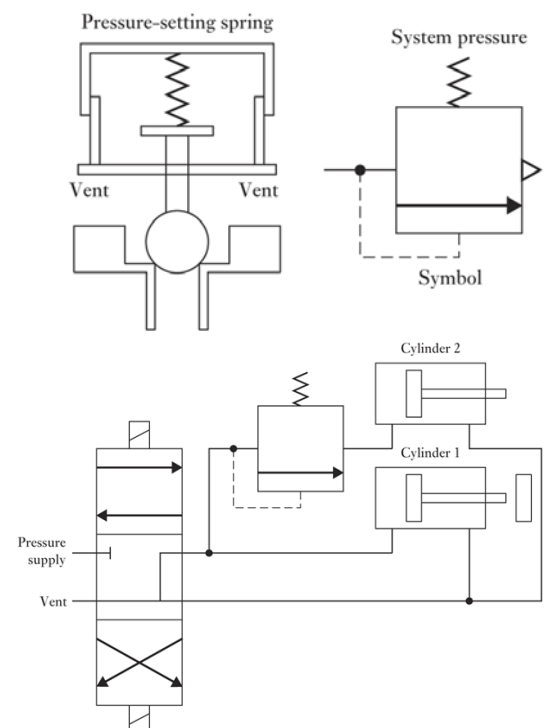 Pressure-setting spring
System pressure
Vent
Vent
Symbol
Cylinder 2
Cylinder 1
Pressure
supply
Vent